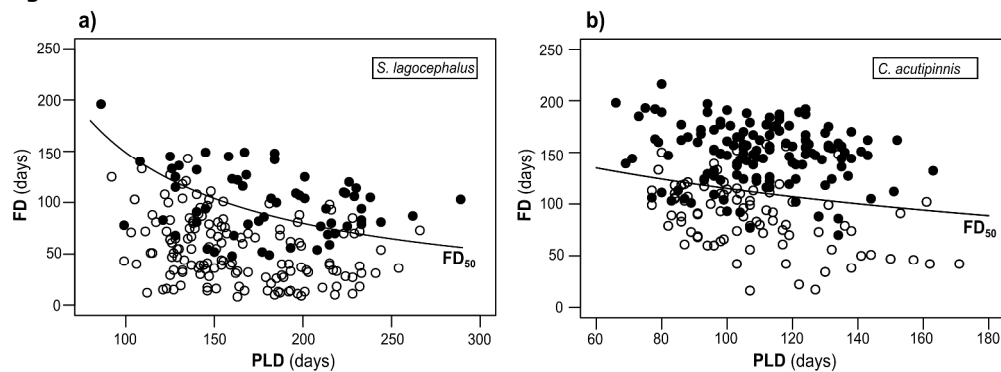 a)
S. lagocephalus
250
200
150
100
50
0
FD (days)
FD50
100 150 200 250 300
PLD (days)
b)
C. acutipinnis
250
200
150
100
50
0
FD (days)
FD50
60 80 100 120 140 160 180
PLD (days)